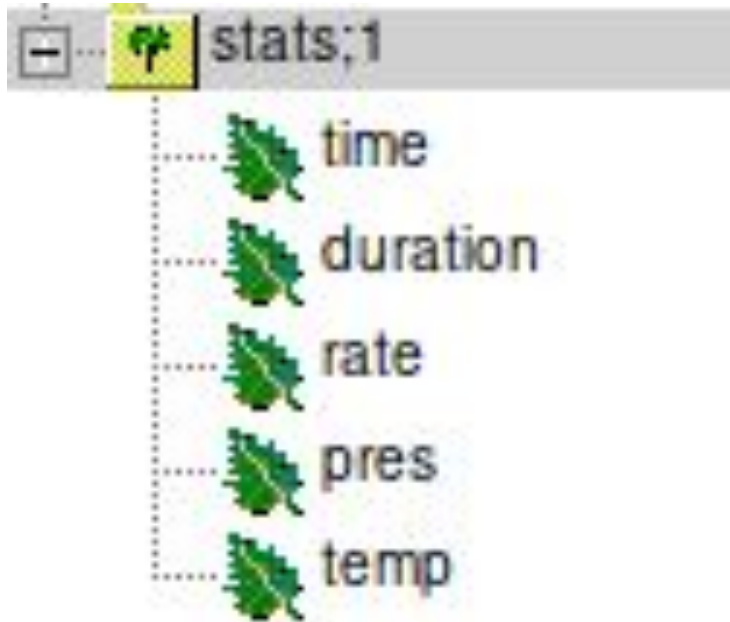 stats;1
time
duration
rate
pres
temp